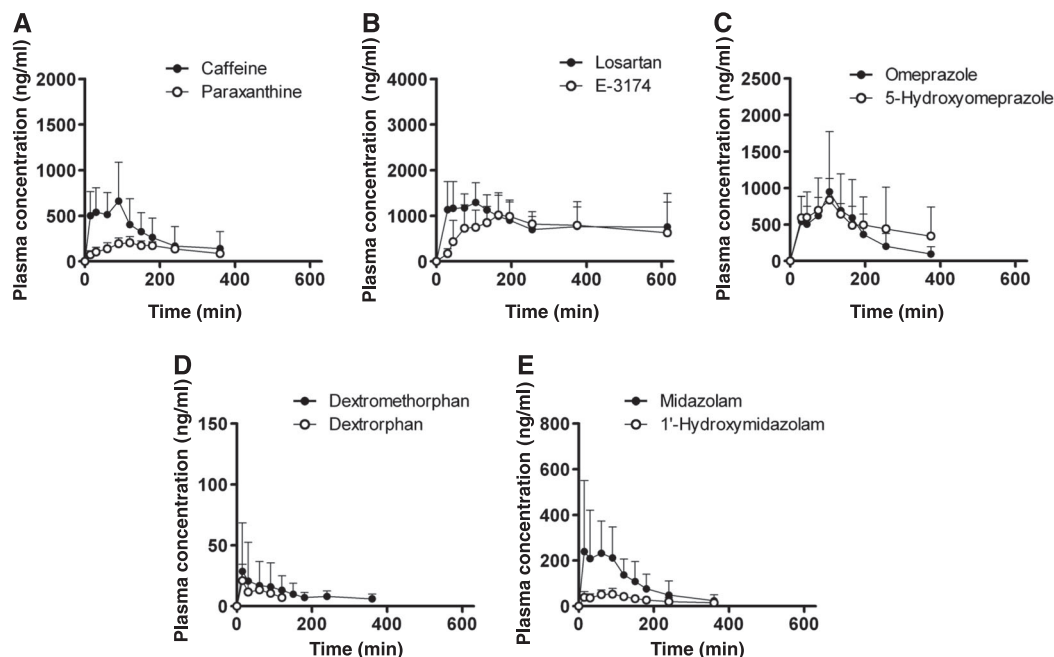 A
Plasma concentration (ng/ml)
2000
1500
1000
500
0
0 200 400 600
Time (min)
Caffeine
Paraxanthine
B
Plasma concentration (ng/ml)
4000
3000
2000
1000
0
0 200 400 600
Time (min)
Losartan
E-3174
C
Plasma concentration (ng/ml)
2500
2000
1500
1000
500
0
0 200 400 600
Time (min)
Omeprazole
5-Hydroxyomeprazole
D
Plasma concentration (ng/ml)
150
100
50
0
0 200 400 600
Time (min)
Dextromethorphan
Dextrorphan
E
Plasma concentration (ng/ml)
800
600
400
200
0
0 200 400 600
Time (min)
Midazolam
1'-Hydroxymidazolam